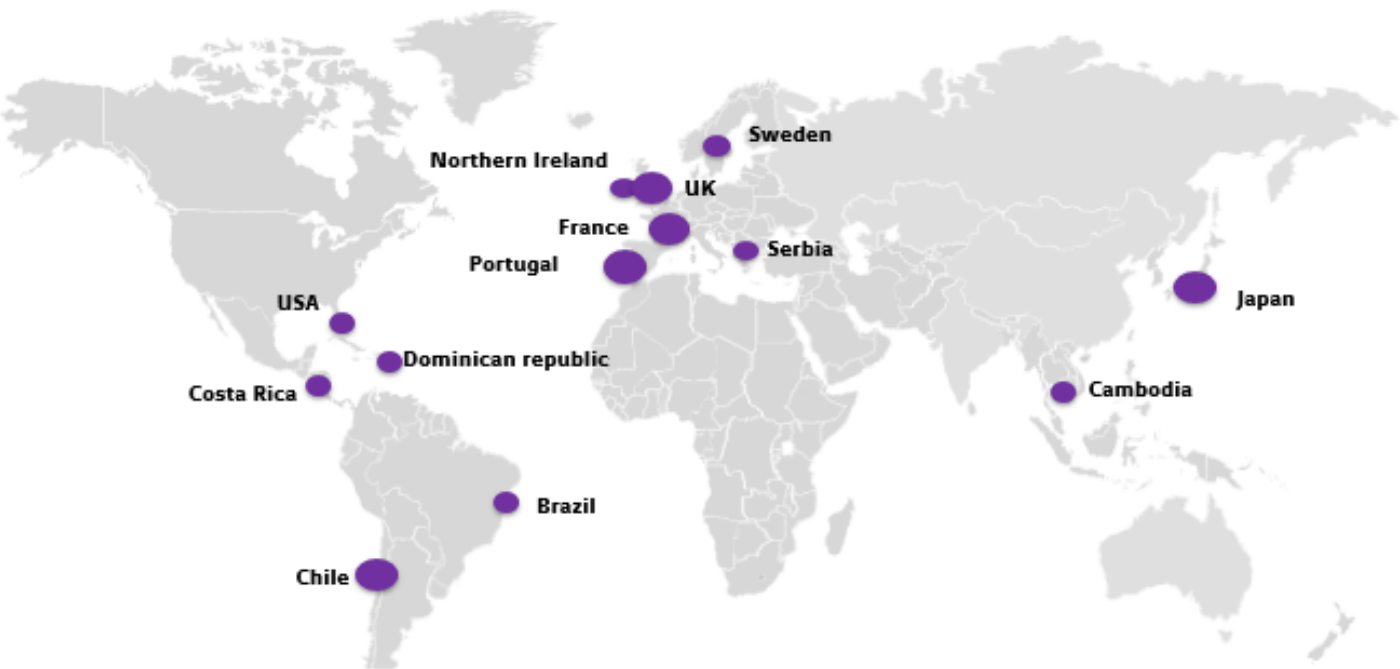 Sweden
Northern Ireland
UK
France
Serbia
Portugal
Japan
USA
Dominican republic
Costa Rica
Cambodia
Brazil
Chile